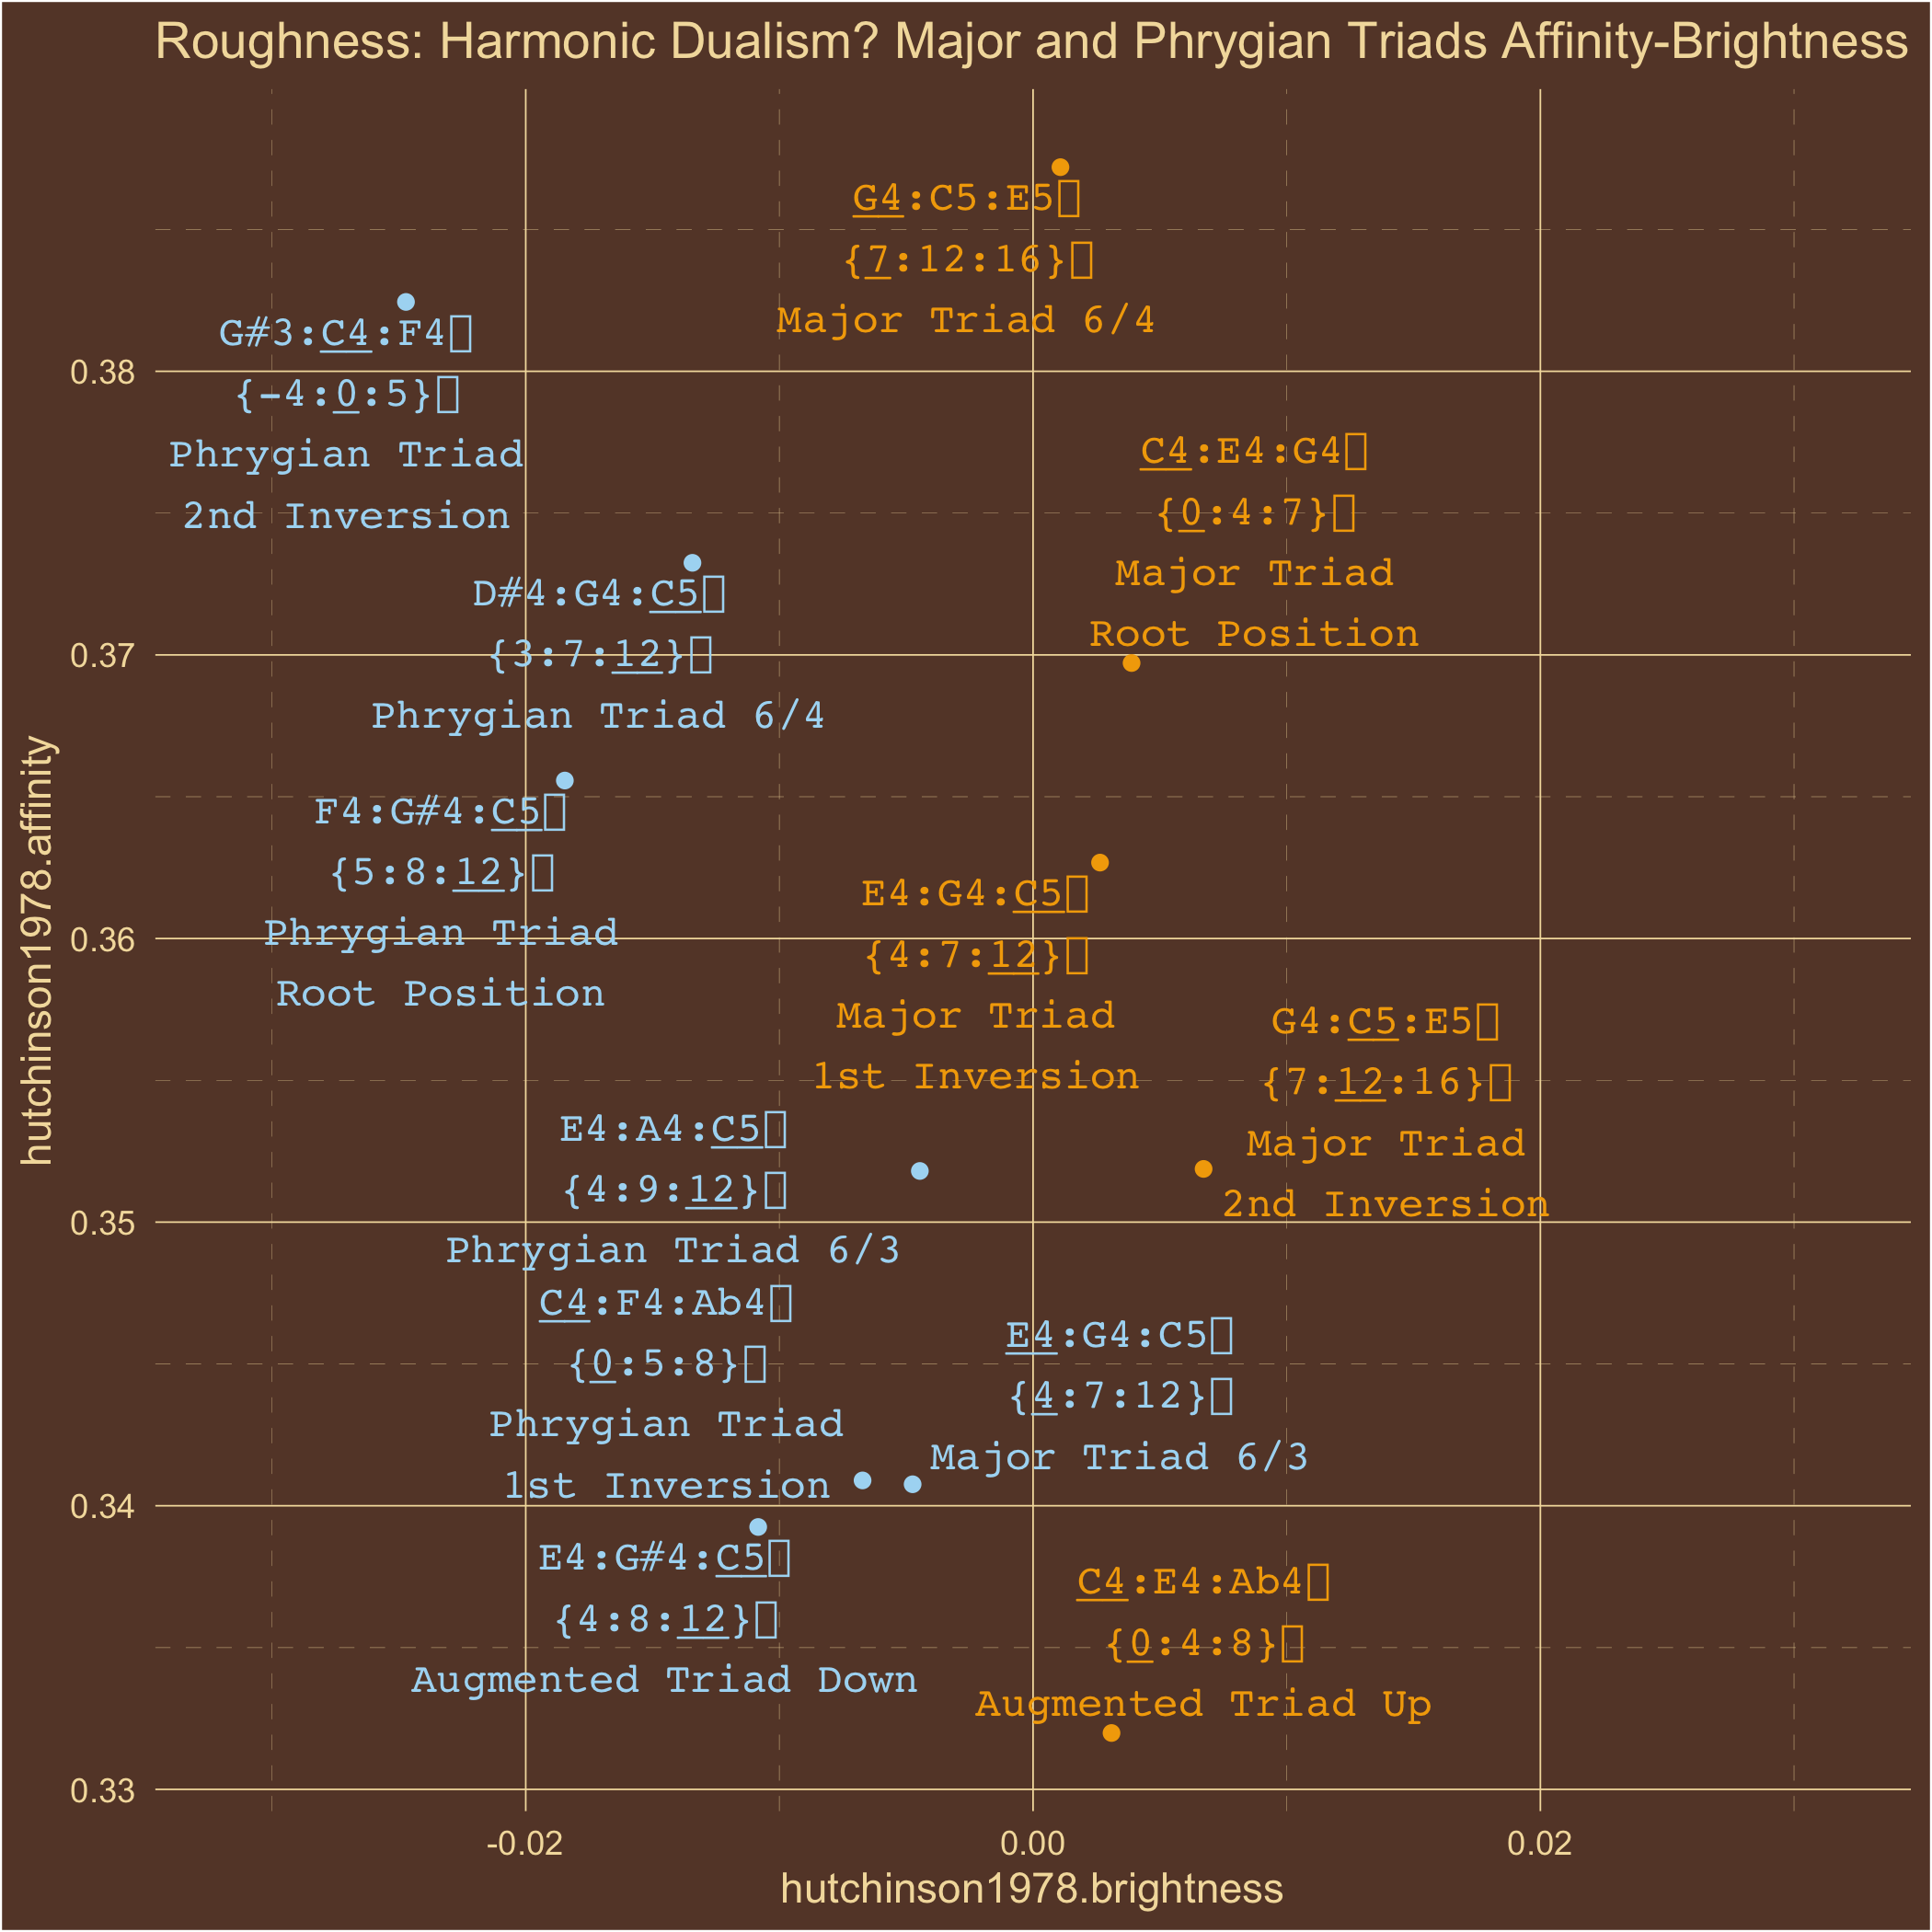 Roughness: Harmonic Dualism? Major and Phrygian Triads Affinity-Brightness
G4:C5:E5
{7:12:16}
Major Triad 6/4
G#3:C4:F4
{-4:0:5}
Phrygian Triad
2nd Inversion
C4:E4:G4
{0:4:7}
Major Triad
Root Position
D#4:G4:C5
{3:7:12}
Phrygian Triad 6/4
F4:G#4:C5
{5:8:12}
Phrygian Triad
Root Position
E4:G4:C5
{4:7:12}
Major Triad
1st Inversion
G4:C5:E5
{7:12:16}
Major Triad
2nd Inversion
E4:A4:C5
{4:9:12}
Phrygian Triad 6/3
C4:F4:Ab4
{0:5:8}
Phrygian Triad
1st Inversion
E4:G4:C5
{4:7:12}
Major Triad 6/3
E4:G#4:C5
{4:8:12}
Augmented Triad Down
C4:E4:Ab4
{0:4:8}
Augmented Triad Up
0.38
0.37
0.36
0.35
0.34
0.33
hutchinson1978.affinity
-0.02
0.00
0.02
hutchinson1978.brightness